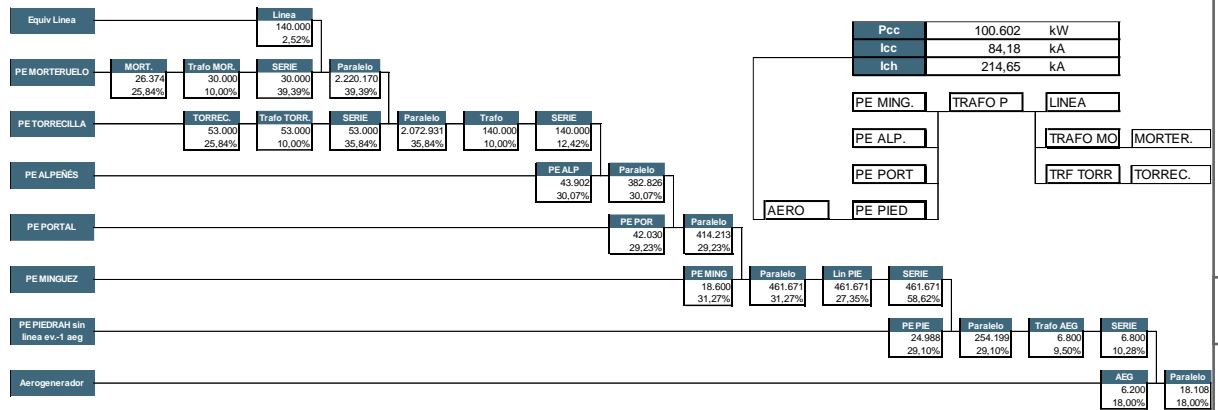 Equiv Linea
Linea
140.000
2,52%
Pcc 100.602 kW
Icc 84,18 kA
Ich 214,65 kA
PE MORTERUELO
MORT. Trafo MOR. SERIE Paralelo
26.374 30.000 30.000 2.220.170
25,84% 10,00% 39,39% 39,39%
PE MING. TRAFO P LINEA
PE TORRECILLA
TORREC. Trafo TORR. SERIE Paralelo Trafo SERIE
53.000 53.000 53.000 2.072.931 140.000 140.000
25,84% 10,00% 35,84% 35,84% 10,00% 12,42%
PE ALP. TRAFO MO MORTER.
PE ALPEÑÉS
PE ALP Paralelo
43.902 382.826
30,07% 30,07%
PE PORT TRF TORR TORREC.
AERO PE PIED
PE PORTAL
PE POR Paralelo
42.030 414.213
29,23% 29,23%
PE MINGUEZ
PE MING Paralelo Lin PIE SERIE
18.600 461.671 461.671 461.671
31,27% 31,27% 27,35% 58,62%
PE PIEDRAH sin
linea ev.-1 aeg
PE PIE Paralelo Trafo AEG SERIE
24.988 254.199 6.800 6.800
29,10% 29,10% 9,50% 10,28%
Aerogenerador
AEG Paralelo
6.200 18.108
18,00% 18,00%